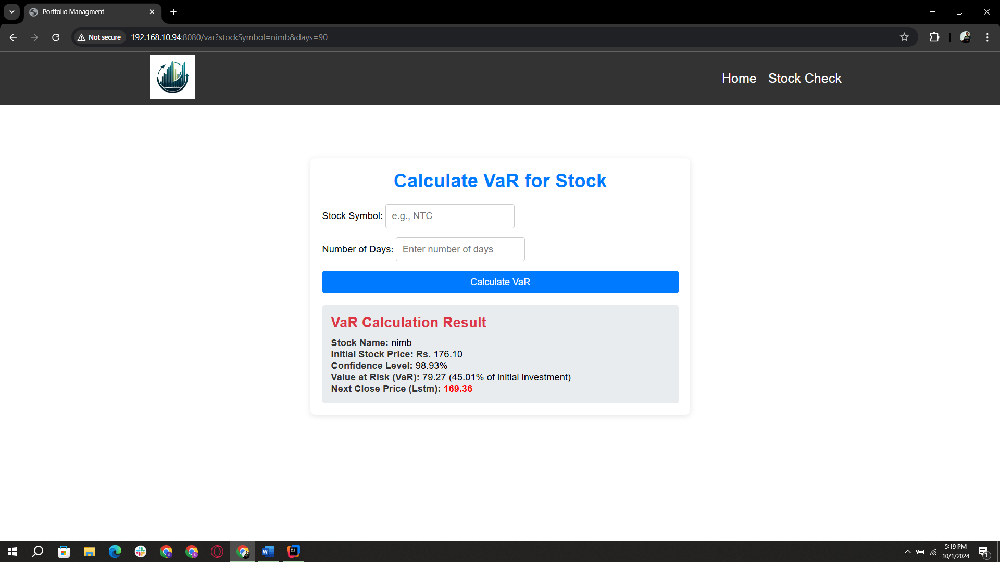 Portfolio Managment
Not secure
192.168.10.94:8080/var?stockSymbol=nimb&days=90
Home Stock Check
Calculate VaR for Stock
Stock Symbol: e.g., NTC
Number of Days: Enter number of days
Calculate VaR
VaR Calculation Result
Stock Name: nimb
Initial Stock Price: Rs. 176.10
Confidence Level: 98.93%
Value at Risk (VaR): 79.27 (45.01% of initial investment)
Next Close Price (Lstm): 169.36
5:19 PM
10/1/2024
1